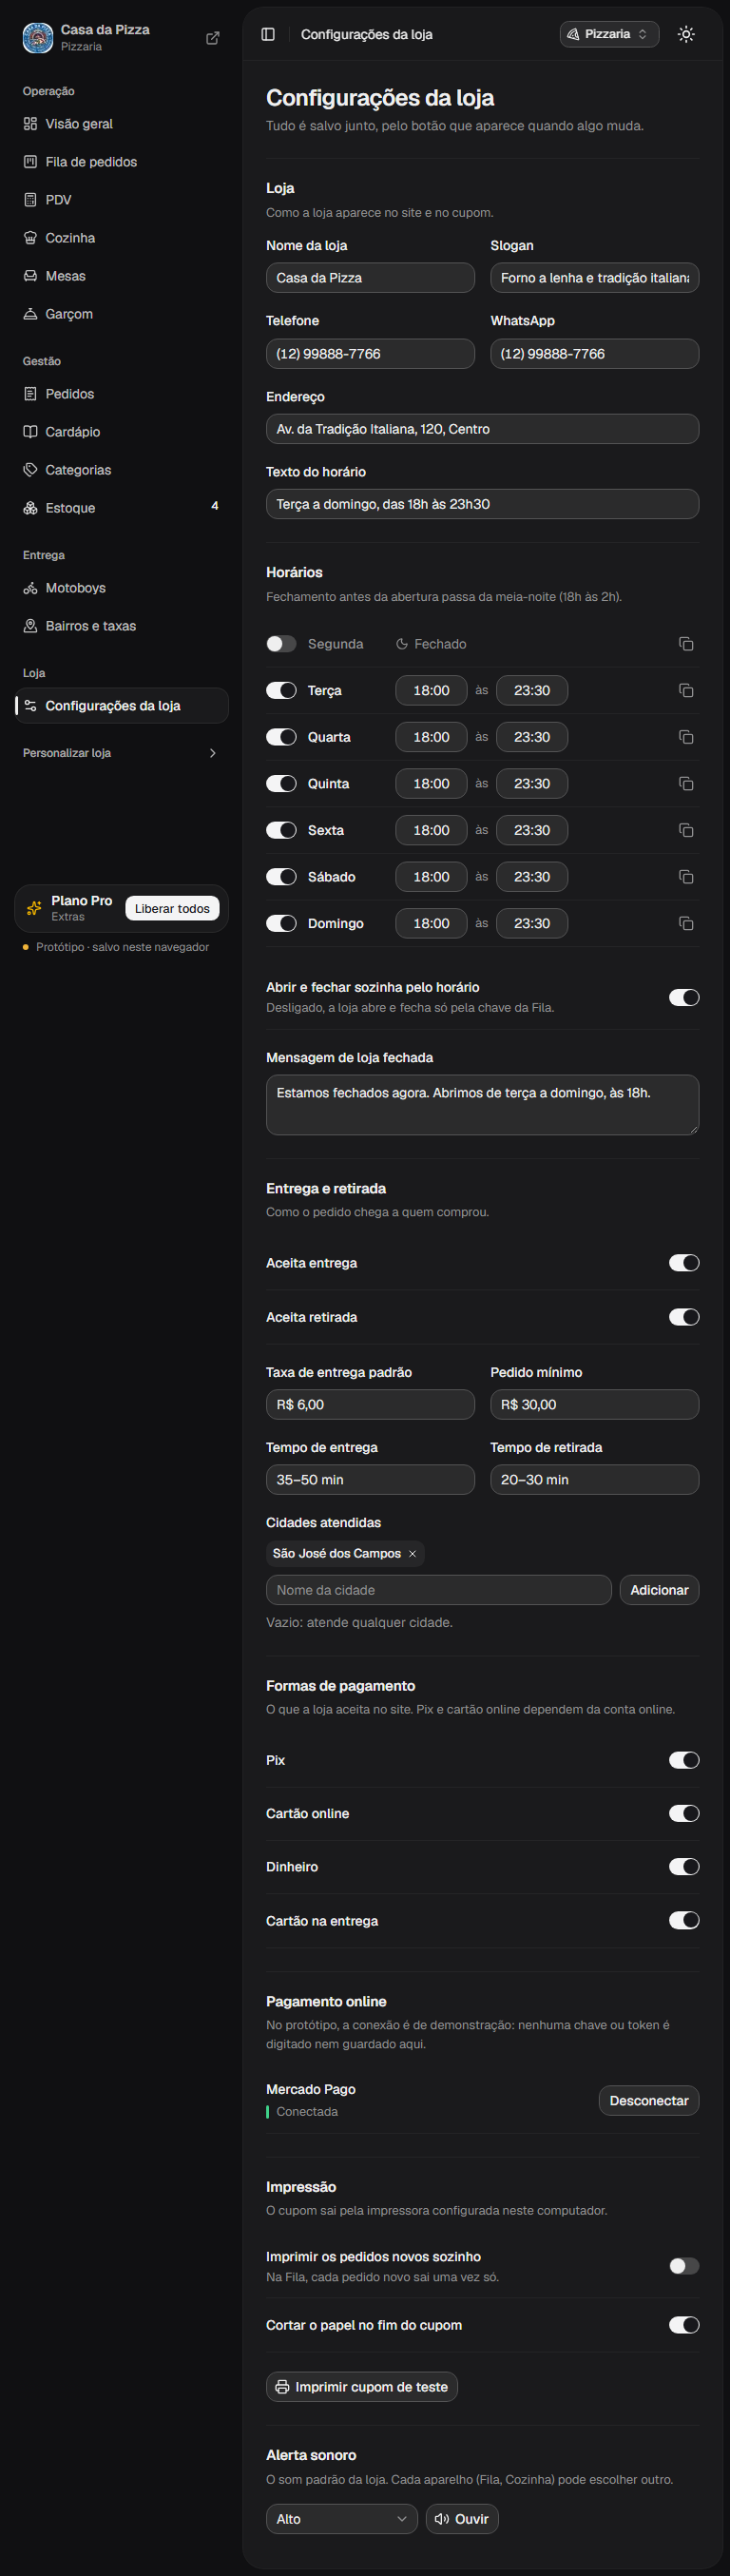 Casa da Pizza
Pizzaria
Operação
Visão geral
Fila de pedidos
PDV
Cozinha
Mesas
Garçom
Gestão
Pedidos
Cardápio
Categorias
Estoque 4
Entrega
Motoboys
Bairros e taxas
Loja
Configurações da loja
Personalizar loja
Plano Pro
Extras
Liberar todos
Protótipo · salvo neste navegador
Configurações da loja
Pizzaria
Configurações da loja
Tudo é salvo junto, pelo botão que aparece quando algo muda.
Loja
Como a loja aparece no site e no cupom.
Nome da loja Slogan
Casa da Pizza Forno a lenha e tradição italiana
Telefone WhatsApp
(12) 99888-7766 (12) 99888-7766
Endereço
Av. da Tradição Italiana, 120, Centro
Texto do horário
Terça a domingo, das 18h às 23h30
Horários
Fechamento antes da abertura passa da meia-noite (18h às 2h).
Segunda Fechado
Terça 18:00 às 23:30
Quarta 18:00 às 23:30
Quinta 18:00 às 23:30
Sexta 18:00 às 23:30
Sábado 18:00 às 23:30
Domingo 18:00 às 23:30
Abrir e fechar sozinha pelo horário
Desligado, a loja abre e fecha só pela chave da Fila.
Mensagem de loja fechada
Estamos fechados agora. Abrimos de terça a domingo, às 18h.
Entrega e retirada
Como o pedido chega a quem comprou.
Aceita entrega
Aceita retirada
Taxa de entrega padrão Pedido mínimo
R$ 6,00 R$ 30,00
Tempo de entrega Tempo de retirada
35–50 min 20–30 min
Cidades atendidas
São José dos Campos
Nome da cidade Adicionar
Vazio: atende qualquer cidade.
Formas de pagamento
O que a loja aceita no site. Pix e cartão online dependem da conta online.
Pix
Cartão online
Dinheiro
Cartão na entrega
Pagamento online
No protótipo, a conexão é de demonstração: nenhuma chave ou token é
digitado nem guardado aqui.
Mercado Pago
Conectada
Desconectar
Impressão
O cupom sai pela impressora configurada neste computador.
Imprimir os pedidos novos sozinho
Na Fila, cada pedido novo sai uma vez só.
Cortar o papel no fim do cupom
Imprimir cupom de teste
Alerta sonoro
O som padrão da loja. Cada aparelho (Fila, Cozinha) pode escolher outro.
Alto Ouvir